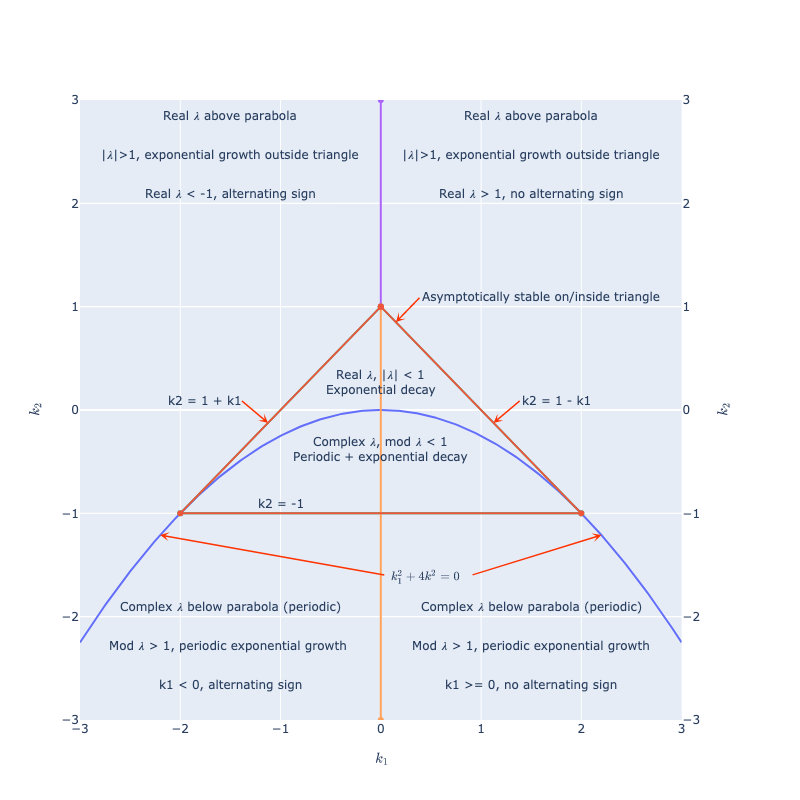 3
3
Real λ above parabola
Real λ above parabola
|λ|>1, exponential growth outside triangle
|λ|>1, exponential growth outside triangle
Real λ < -1, alternating sign
Real λ > 1, no alternating sign
2
2
Asymptotically stable on/inside triangle
1
1
Real λ, |λ| < 1
Exponential decay
k2 = 1 + k1
k2 = 1 - k1
k₂
0
0
k₂
Complex λ, mod λ < 1
Periodic + exponential decay
k2 = -1
−1
−1
k₁² + 4k² = 0
Complex λ below parabola (periodic)
Complex λ below parabola (periodic)
−2
−2
Mod λ > 1, periodic exponential growth
Mod λ > 1, periodic exponential growth
k1 < 0, alternating sign
k1 >= 0, no alternating sign
−3
−3
−3
−2
−1
0
1
2
3
k₁